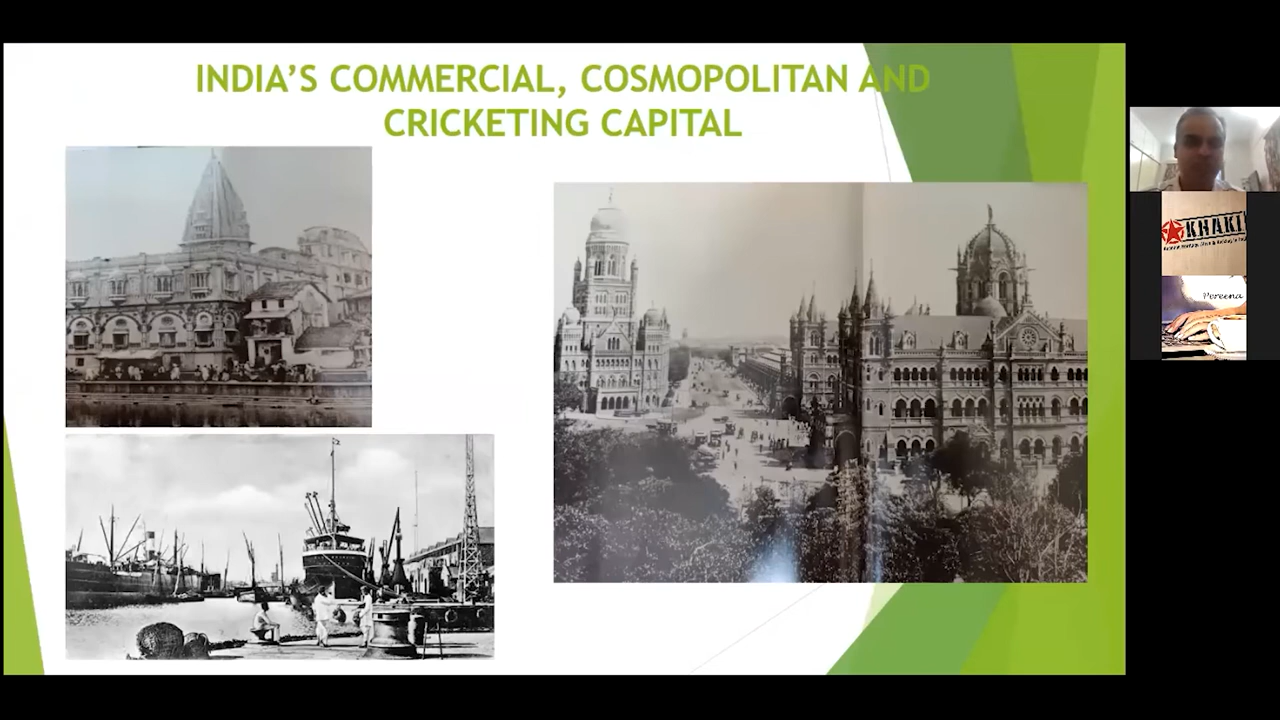 INDIA'S COMMERCIAL, COSMOPOLITAN AND
CRICKETING CAPITAL
KHAKI
Pereena